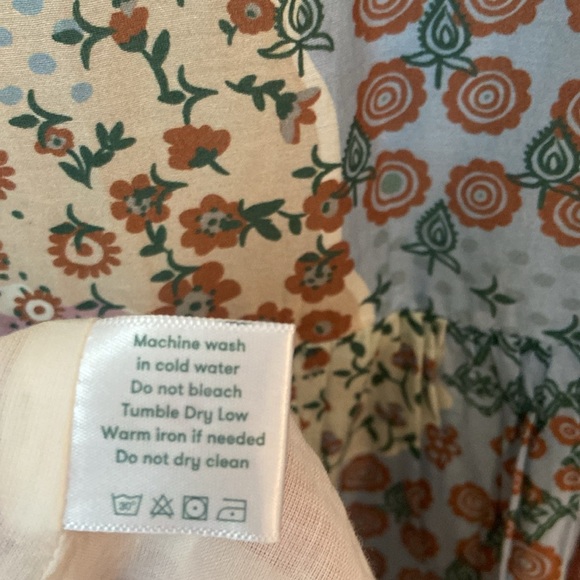 Machine wash
in cold water
Do not bleach
Tumble Dry Low
Warm iron if needed
Do not dry clean
30°